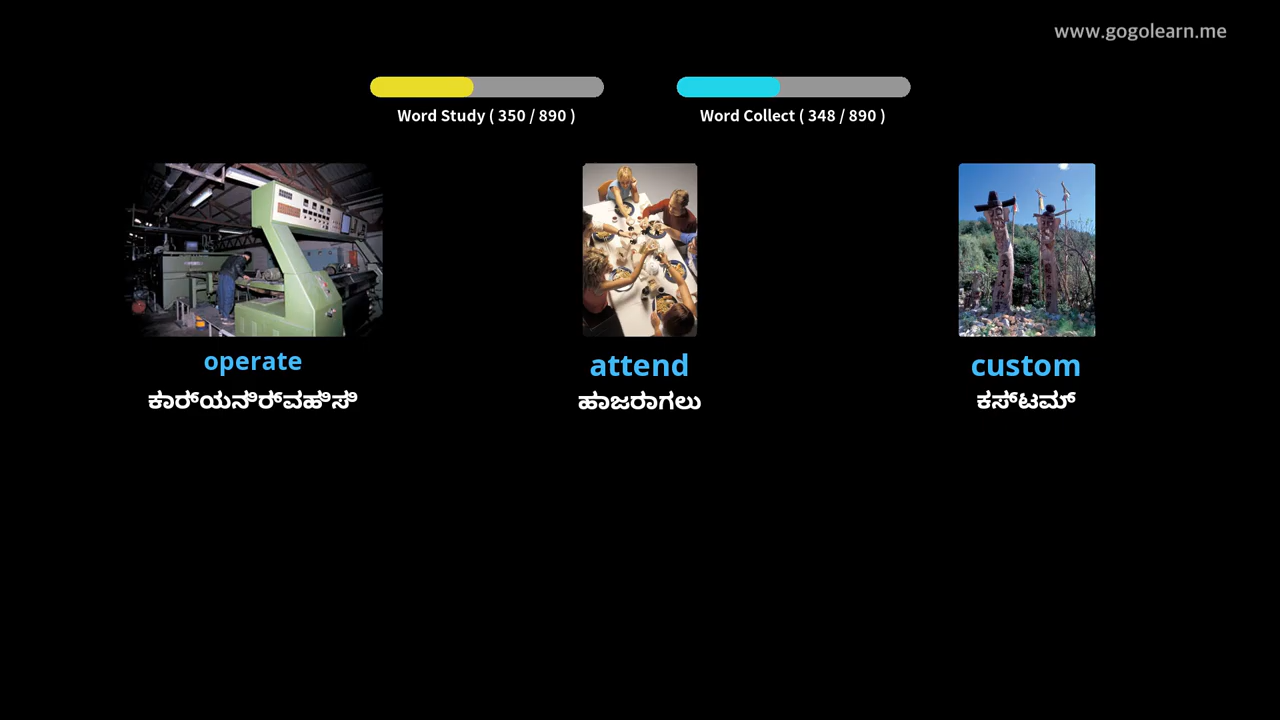 www.gogolearn.me
Word Study ( 350 / 890 )
Word Collect ( 348 / 890 )
operate
attend
custom
ಕಾರ್ಯನಿರ್ವಹಿಸಿ
ಹಾಜರಾಗಲು
ಕಸ್ಟಮ್